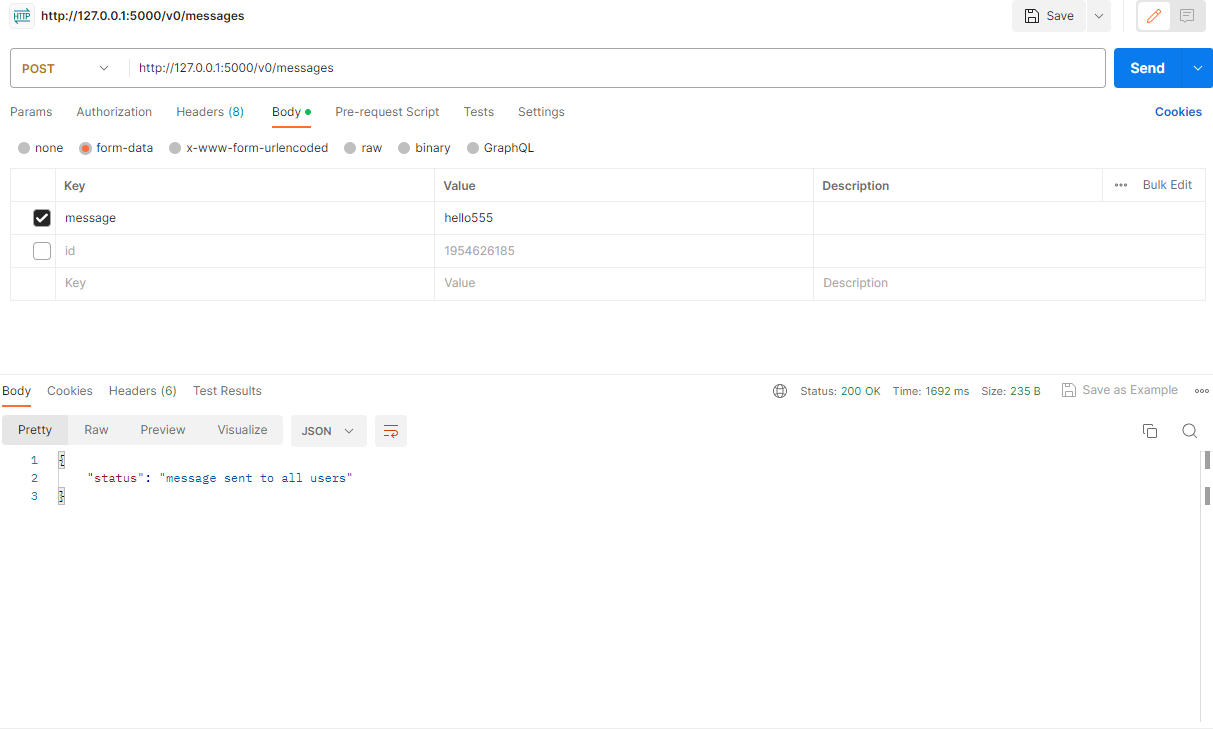 HTTP http://127.0.0.1:5000/v0/messages Save
POST http://127.0.0.1:5000/v0/messages Send
Params Authorization Headers (8) Body Pre-request Script Tests Settings Cookies
none form-data x-www-form-urlencoded raw binary GraphQL
Key Value Description Bulk Edit
message hello555
id 1954626185
Key Value Description
Body Cookies Headers (6) Test Results Status: 200 OK Time: 1692 ms Size: 235 B Save as Example
Pretty Raw Preview Visualize JSON
1 {
2 "status": "message sent to all users"
3 }